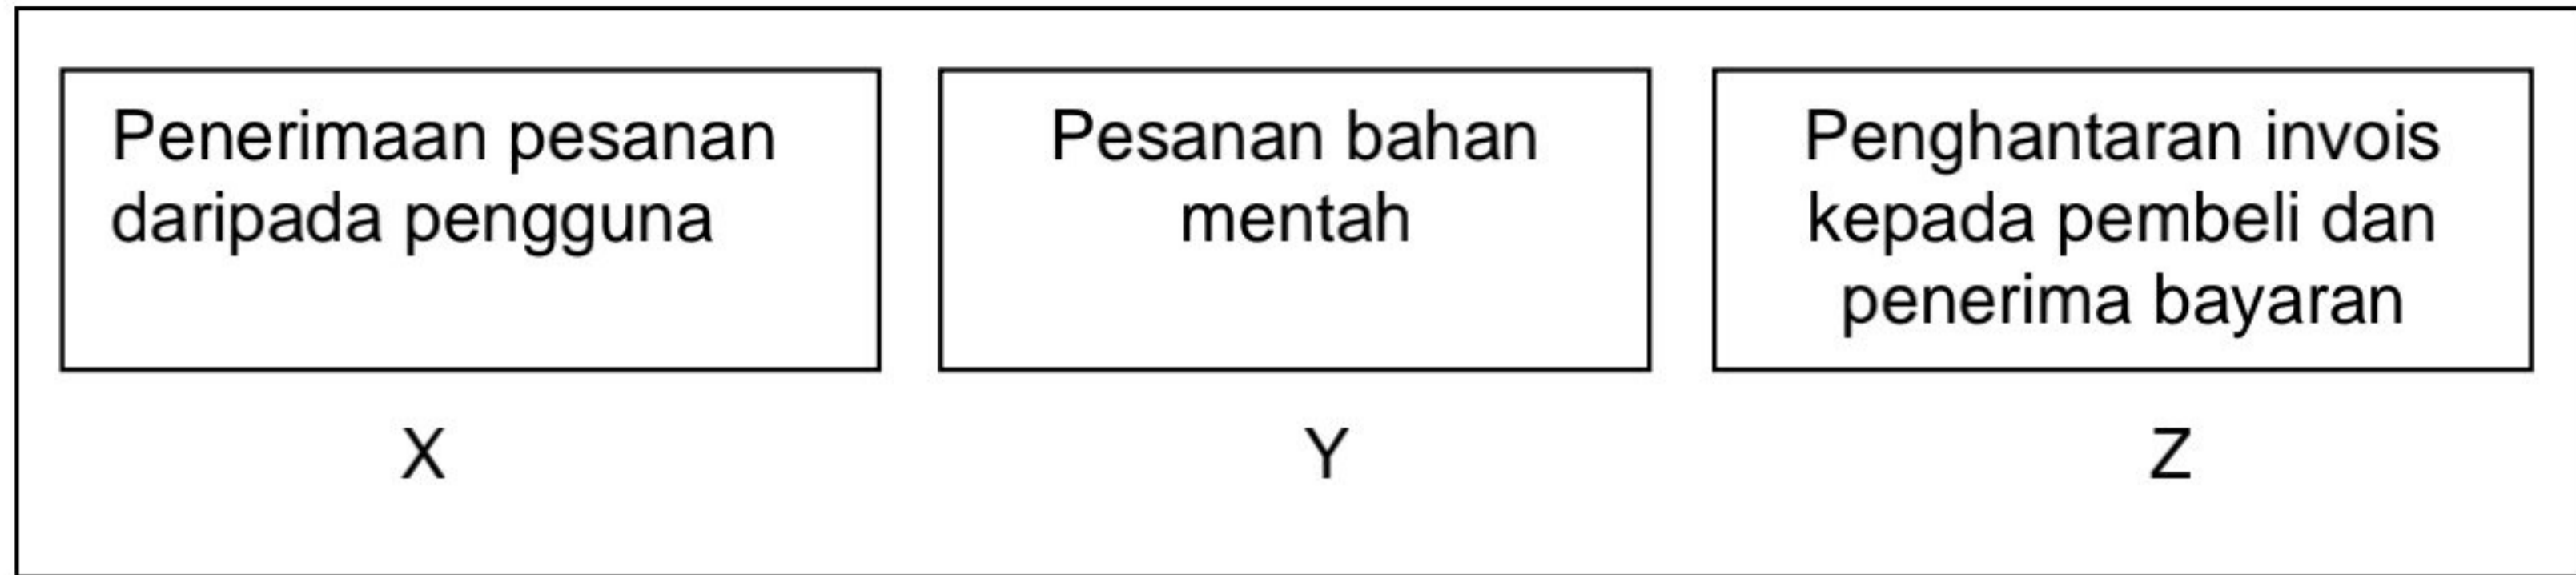 Penerimaan pesanan
daripada pengguna
Pesanan bahan
mentah
Penghantaran invois
kepada pembeli dan
penerima bayaran
X
Y
Z